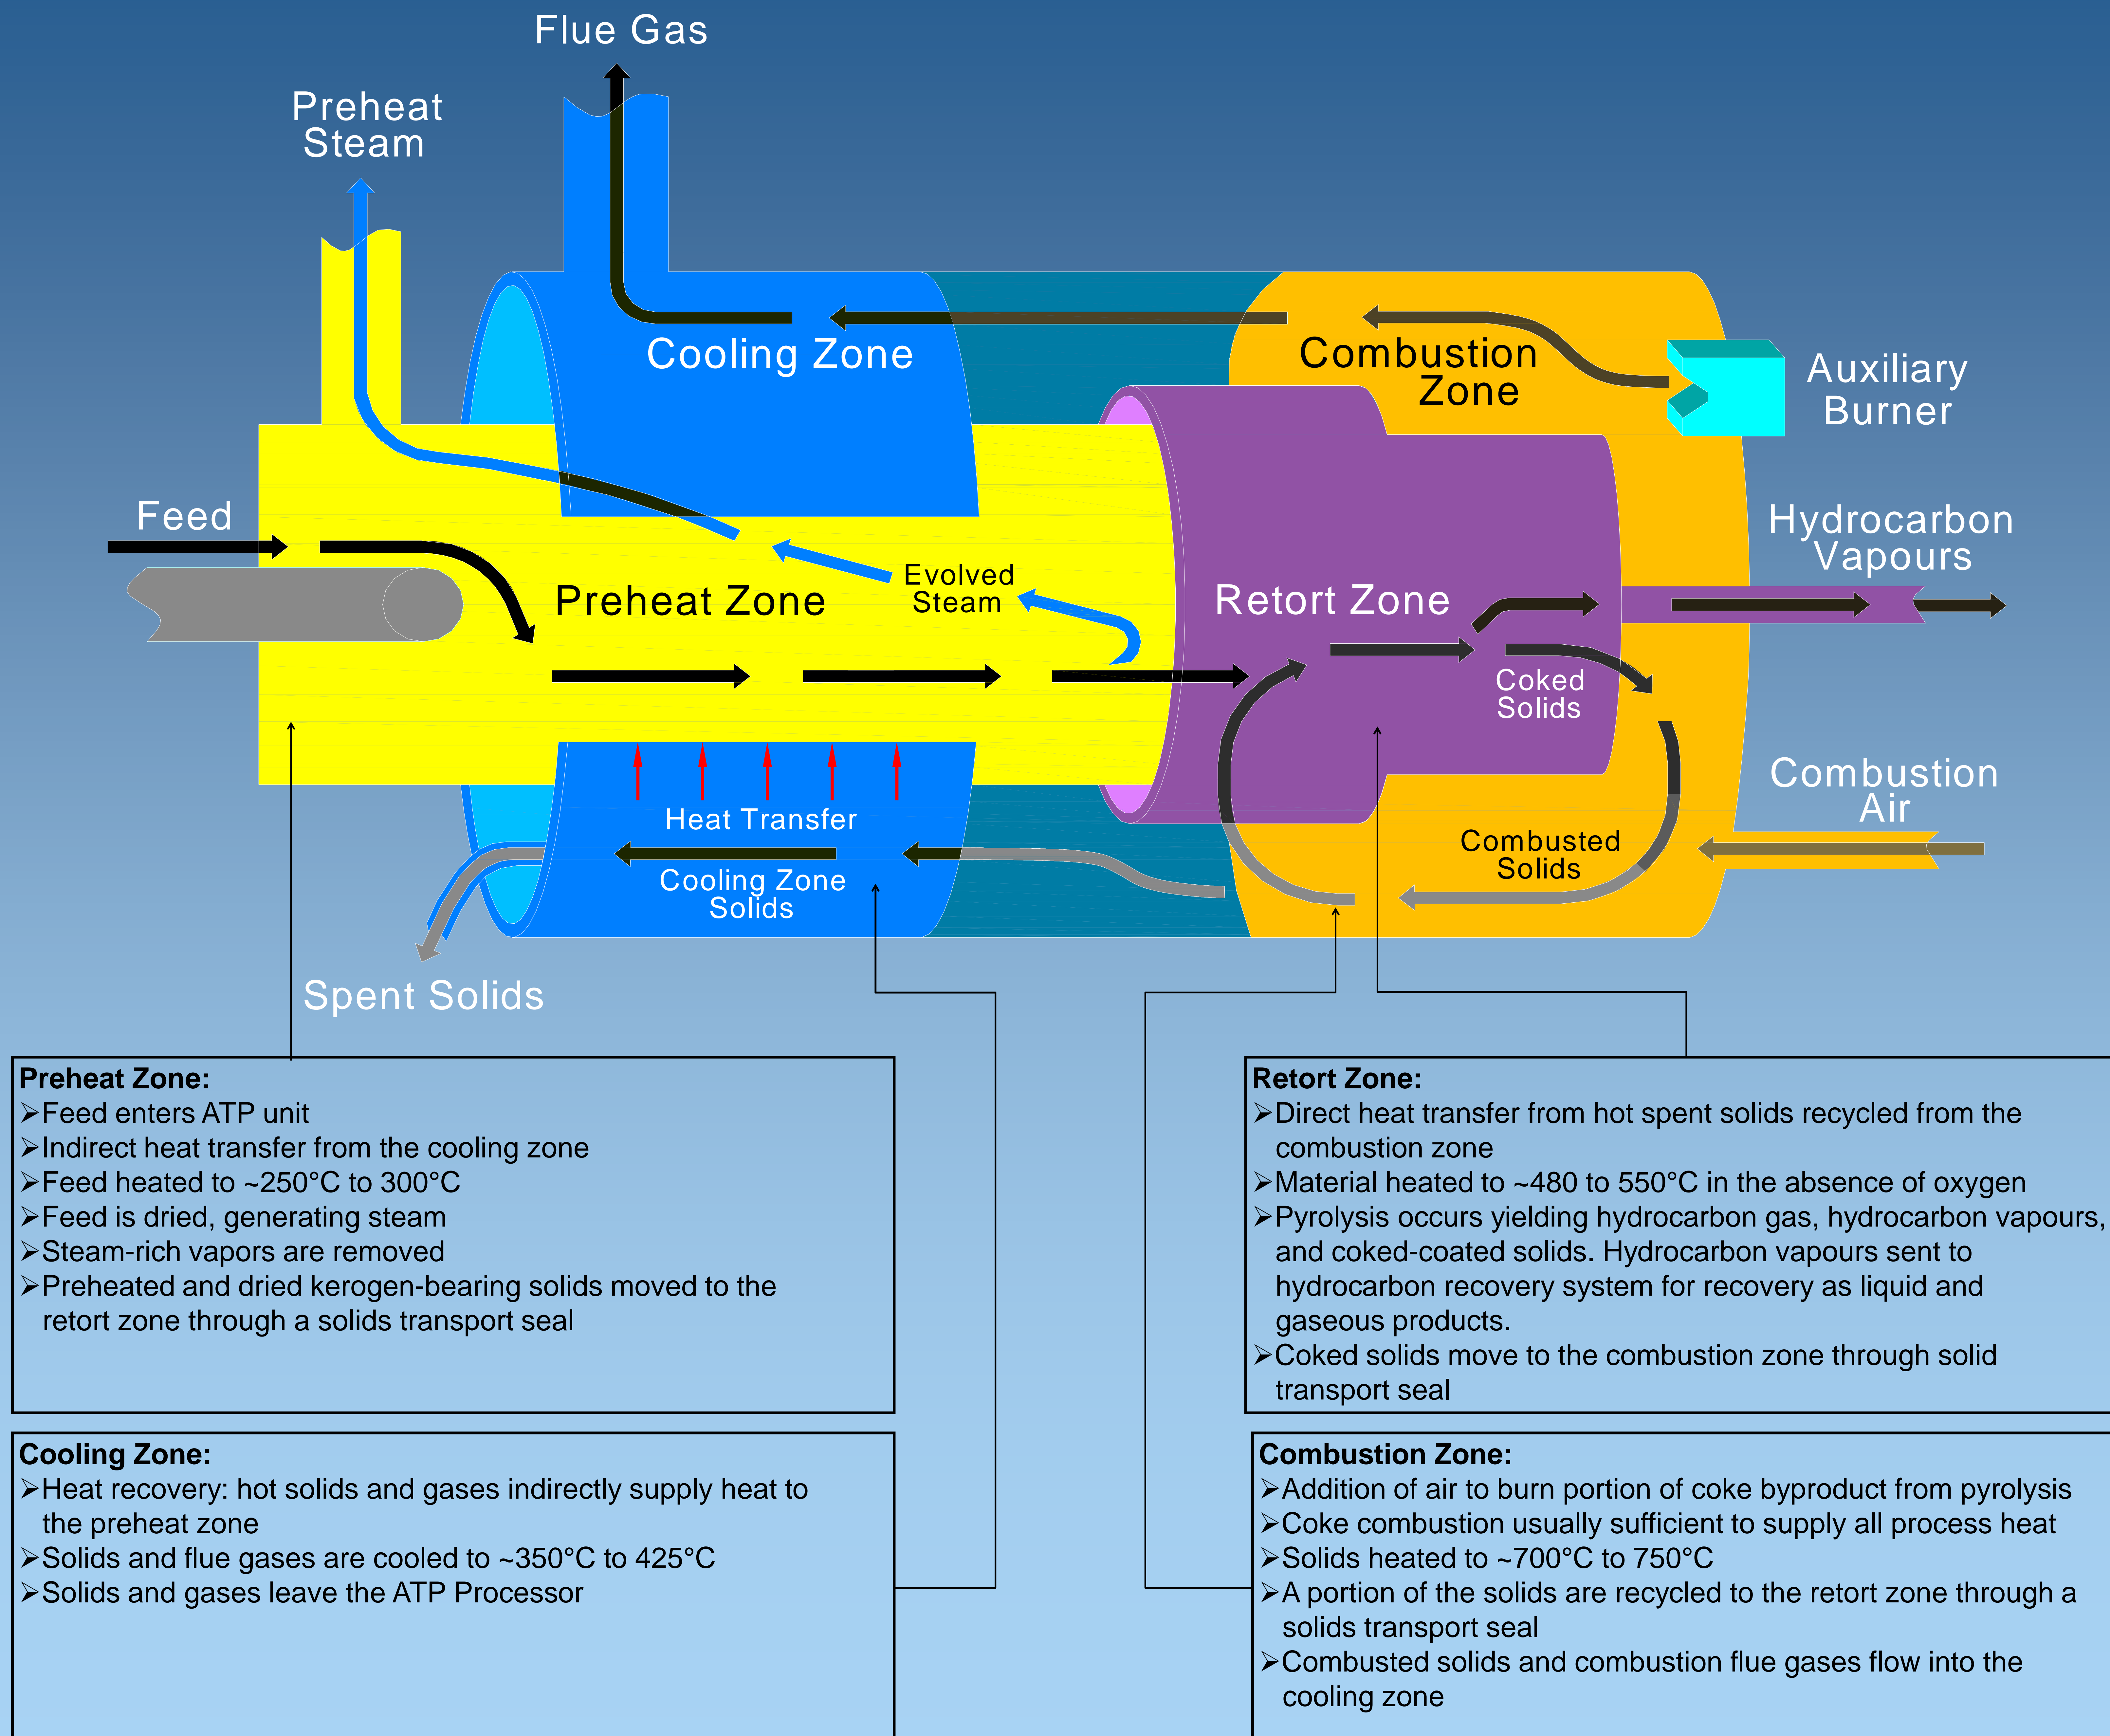 Flue Gas
Preheat
Steam
Cooling Zone
Combustion
Zone
Auxiliary
Burner
Feed
Hydrocarbon
Vapours
Preheat Zone
Evolved
Steam
Retort Zone
Coked
Solids
Combustion
Air
Heat Transfer
Combusted
Solids
Cooling Zone
Solids
Spent Solids
Preheat Zone:
➢Feed enters ATP unit
➢Indirect heat transfer from the cooling zone
➢Feed heated to ~250°C to 300°C
➢Feed is dried, generating steam
➢Steam-rich vapors are removed
➢Preheated and dried kerogen-bearing solids moved to the
retort zone through a solids transport seal
Retort Zone:
➢Direct heat transfer from hot spent solids recycled from the
combustion zone
➢Material heated to ~480 to 550°C in the absence of oxygen
➢Pyrolysis occurs yielding hydrocarbon gas, hydrocarbon vapours,
and coked-coated solids. Hydrocarbon vapours sent to
hydrocarbon recovery system for recovery as liquid and
gaseous products.
➢Coked solids move to the combustion zone through solid
transport seal
Cooling Zone:
➢Heat recovery: hot solids and gases indirectly supply heat to
the preheat zone
➢Solids and flue gases are cooled to ~350°C to 425°C
➢Solids and gases leave the ATP Processor
Combustion Zone:
➢Addition of air to burn portion of coke byproduct from pyrolysis
➢Coke combustion usually sufficient to supply all process heat
➢Solids heated to ~700°C to 750°C
➢A portion of the solids are recycled to the retort zone through a
solids transport seal
➢Combusted solids and combustion flue gases flow into the
cooling zone